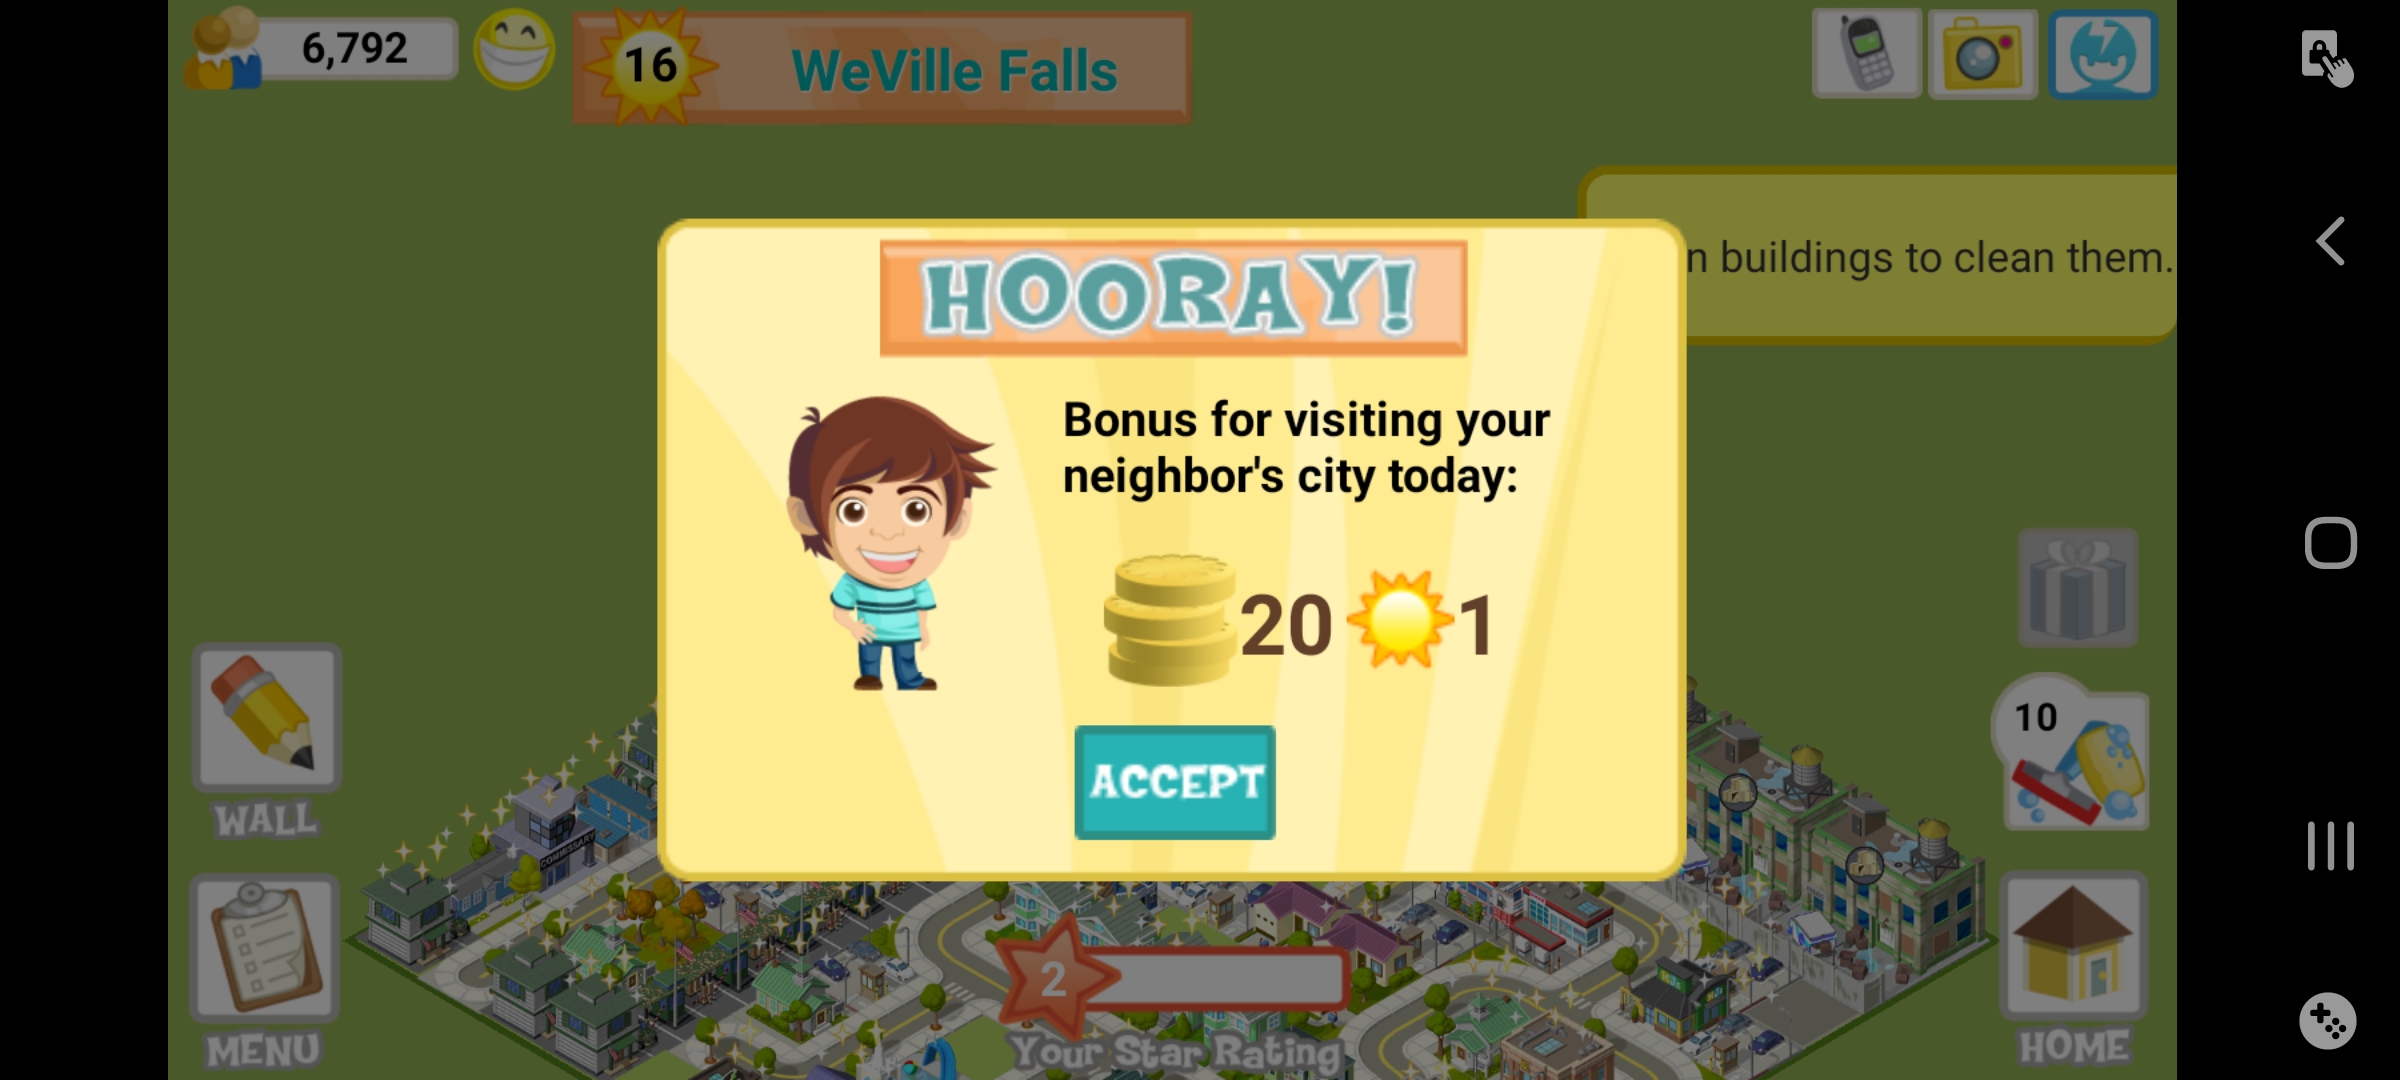 6,792
16
WeVille Falls
n buildings to clean them.
HOORAY!
Bonus for visiting your
neighbor's city today:
20
1
ACCEPT
10
WALL
COMMISSARY
MENU
2
Your Star Rating
HOME